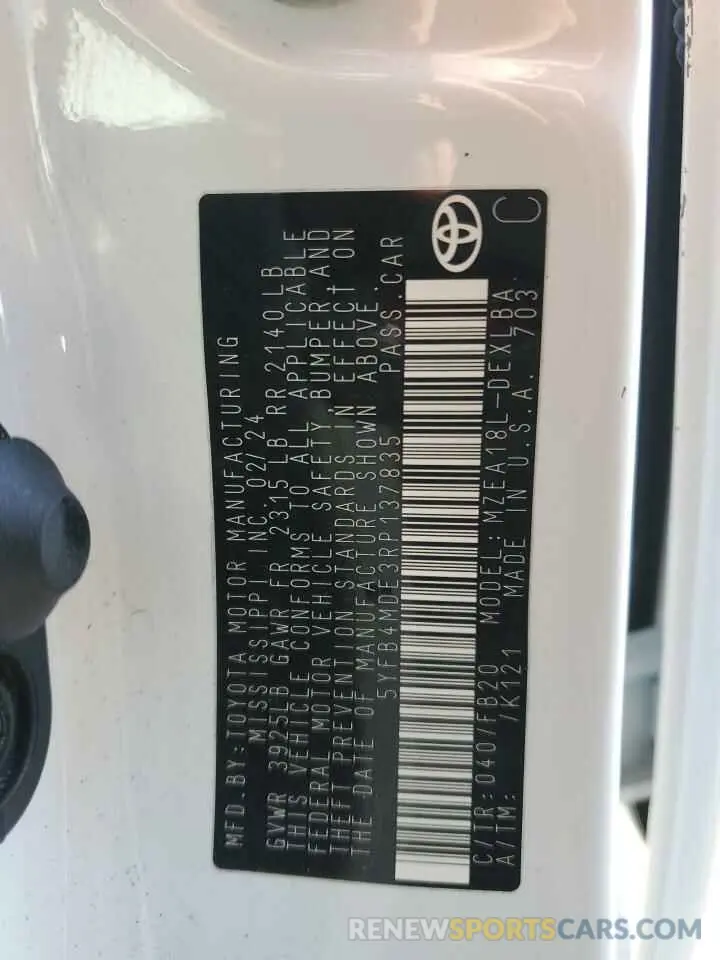 MFD.BY:TOYOTA MOTOR MANUFACTURING
MISSISSIPPI INC. 02/24
GVWR 3925LB GAWR FR 2315 LB RR 2140LB
THIS VEHICLE CONFORMS TO ALL APPLICABLE
FEDERAL MOTOR VEHICLE SAFETY, BUMPER, AND
THEFT PREVENTION STANDARDS IN EFFECT ON
THE DATE OF MANUFACTURE SHOWN ABOVE.
5YFB4MDE3RP137835 PASS.CAR
C/TR:040/FB20 MODEL:MZEA18L-DEXLBA
A/TM: /K121 MADE IN U.S.A. 703
C
RENEWSPORTSCARS.COM